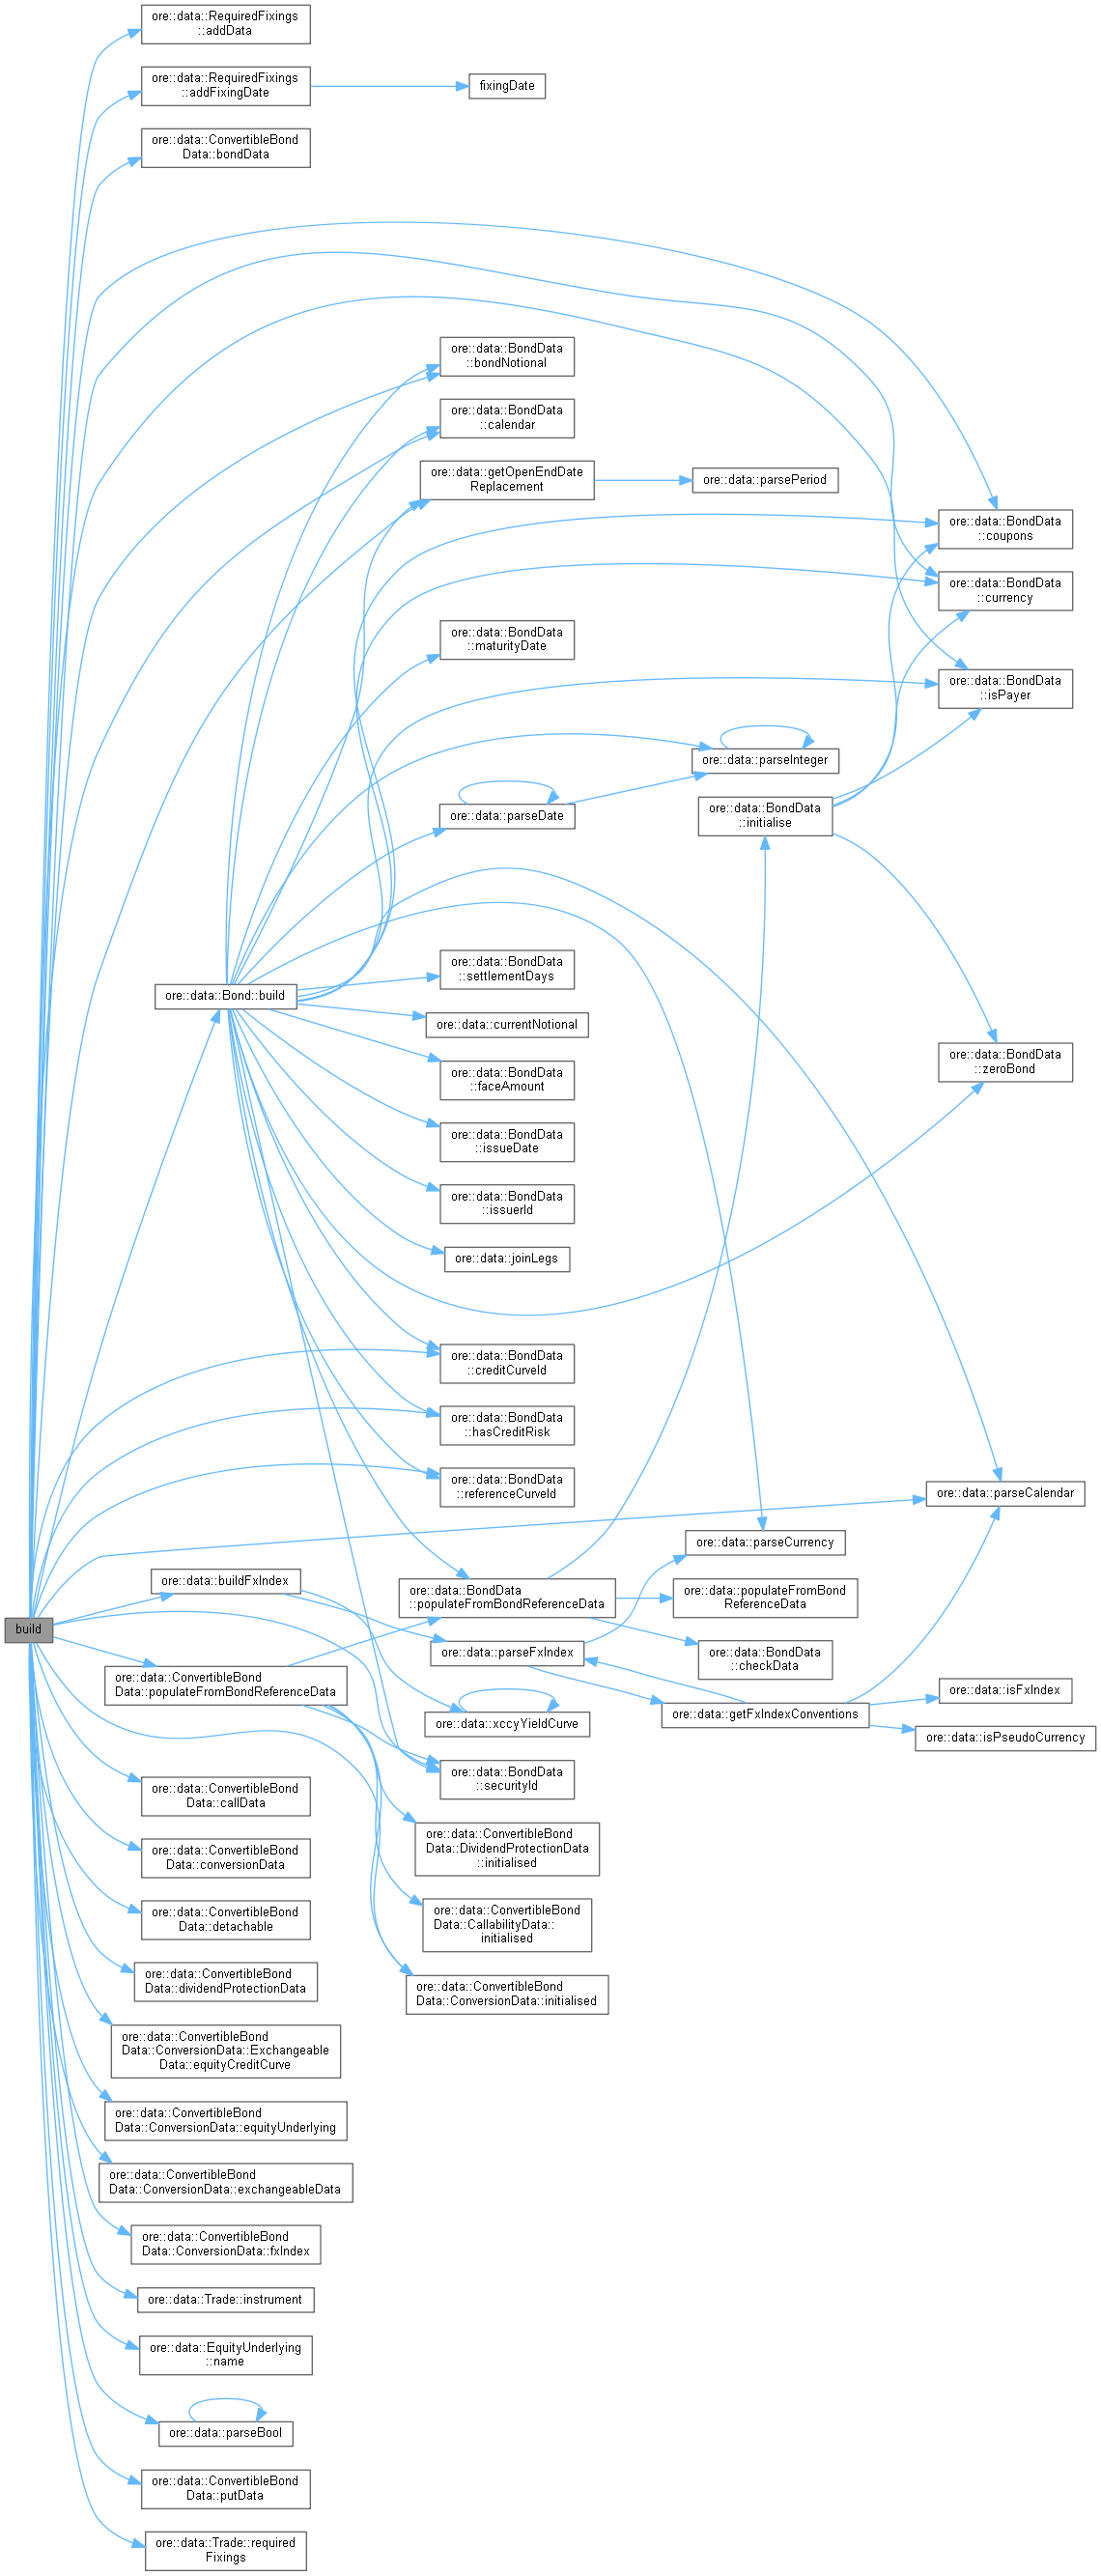 ore::data::RequiredFixings
::addData
ore::data::RequiredFixings
::addFixingDate
fixingDate
ore::data::ConvertibleBond
Data::bondData
ore::data::BondData
::bondNotional
ore::data::BondData
::calendar
ore::data::getOpenEndDate
Replacement
ore::data::parsePeriod
ore::data::BondData
::coupons
ore::data::BondData
::currency
ore::data::BondData
::maturityDate
ore::data::BondData
::isPayer
ore::data::parseInteger
ore::data::parseDate
ore::data::BondData
::initialise
ore::data::BondData
::settlementDays
ore::data::Bond::build
ore::data::currentNotional
ore::data::BondData
::zeroBond
ore::data::BondData
::faceAmount
ore::data::BondData
::issueDate
ore::data::BondData
::issuerId
ore::data::joinLegs
ore::data::BondData
::creditCurveId
ore::data::BondData
::hasCreditRisk
ore::data::BondData
::referenceCurveId
ore::data::parseCalendar
ore::data::parseCurrency
ore::data::buildFxIndex
ore::data::BondData
::populateFromBondReferenceData
ore::data::populateFromBond
ReferenceData
build
ore::data::parseFxIndex
ore::data::BondData
::checkData
ore::data::ConvertibleBond
Data::populateFromBondReferenceData
ore::data::isFxIndex
ore::data::getFxIndexConventions
ore::data::xccyYieldCurve
ore::data::isPseudoCurrency
ore::data::BondData
::securityId
ore::data::ConvertibleBond
Data::callData
ore::data::ConvertibleBond
Data::DividendProtectionData
::initialised
ore::data::ConvertibleBond
Data::conversionData
ore::data::ConvertibleBond
Data::detachable
ore::data::ConvertibleBond
Data::CallabilityData::
initialised
ore::data::ConvertibleBond
Data::dividendProtectionData
ore::data::ConvertibleBond
Data::ConversionData::initialised
ore::data::ConvertibleBond
Data::ConversionData::Exchangeable
Data::equityCreditCurve
ore::data::ConvertibleBond
Data::ConversionData::equityUnderlying
ore::data::ConvertibleBond
Data::ConversionData::exchangeableData
ore::data::ConvertibleBond
Data::ConversionData::fxIndex
ore::data::Trade::instrument
ore::data::EquityUnderlying
::name
ore::data::parseBool
ore::data::ConvertibleBond
Data::putData
ore::data::Trade::required
Fixings